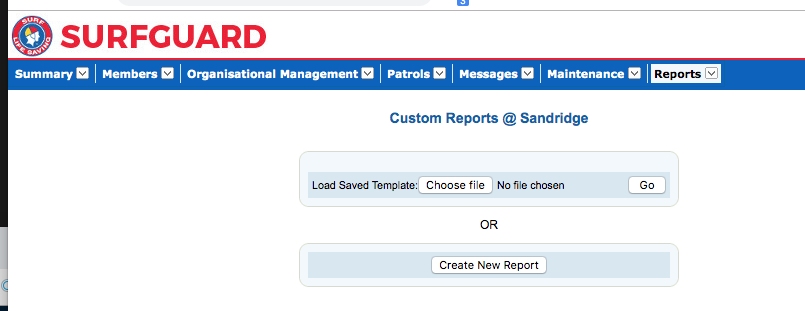 3
SURF
LIFE SAVING
SURFGUARD
Summary Members Organisational Management Patrols Messages Maintenance Reports
Custom Reports @ Sandridge
Load Saved Template: Choose file No file chosen Go
OR
Create New Report